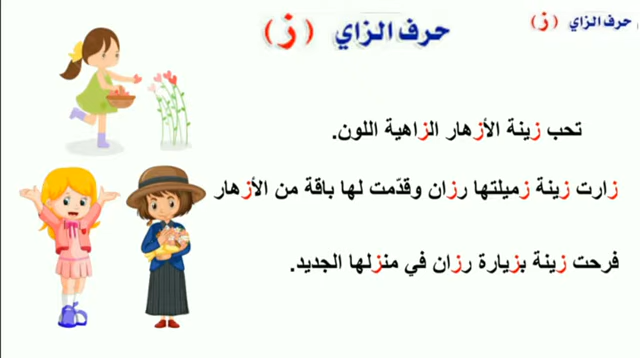 حرف الزاي ( ز )
حرف الزاي ( ز )
تحب زينة الأزهار الزاهية اللون.
زارت زينة زميلتها رزان وقدّمت لها باقة من الأزهار
فرحت زينة بزيارة رزان في منزلها الجديد.